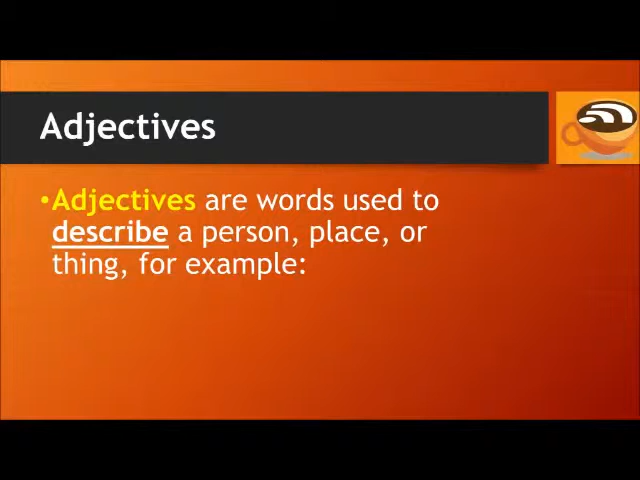 Adjectives
•Adjectives are words used to
describe a person, place, or
thing, for example: